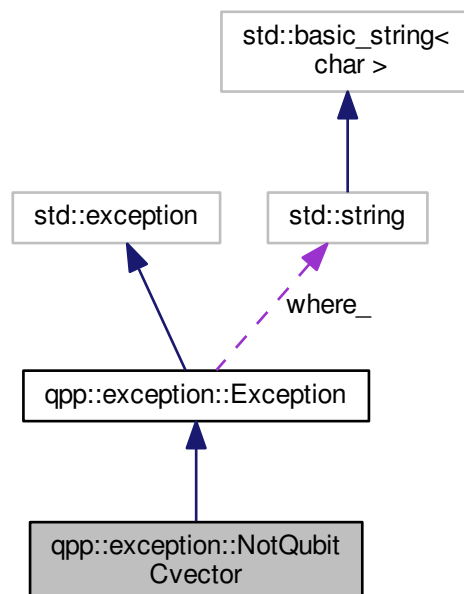 std::basic_string<
char >
std::exception
std::string
where_
qpp::exception::Exception
qpp::exception::NotQubit
Cvector